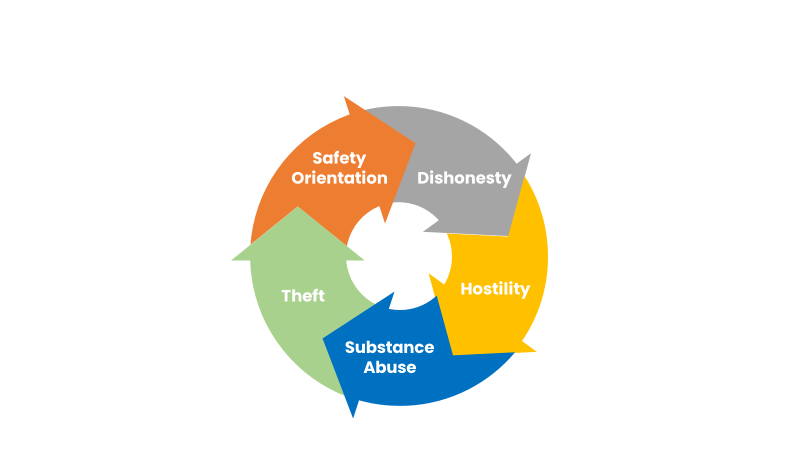 Safety
Orientation
Dishonesty
Hostility
Substance
Abuse
Theft